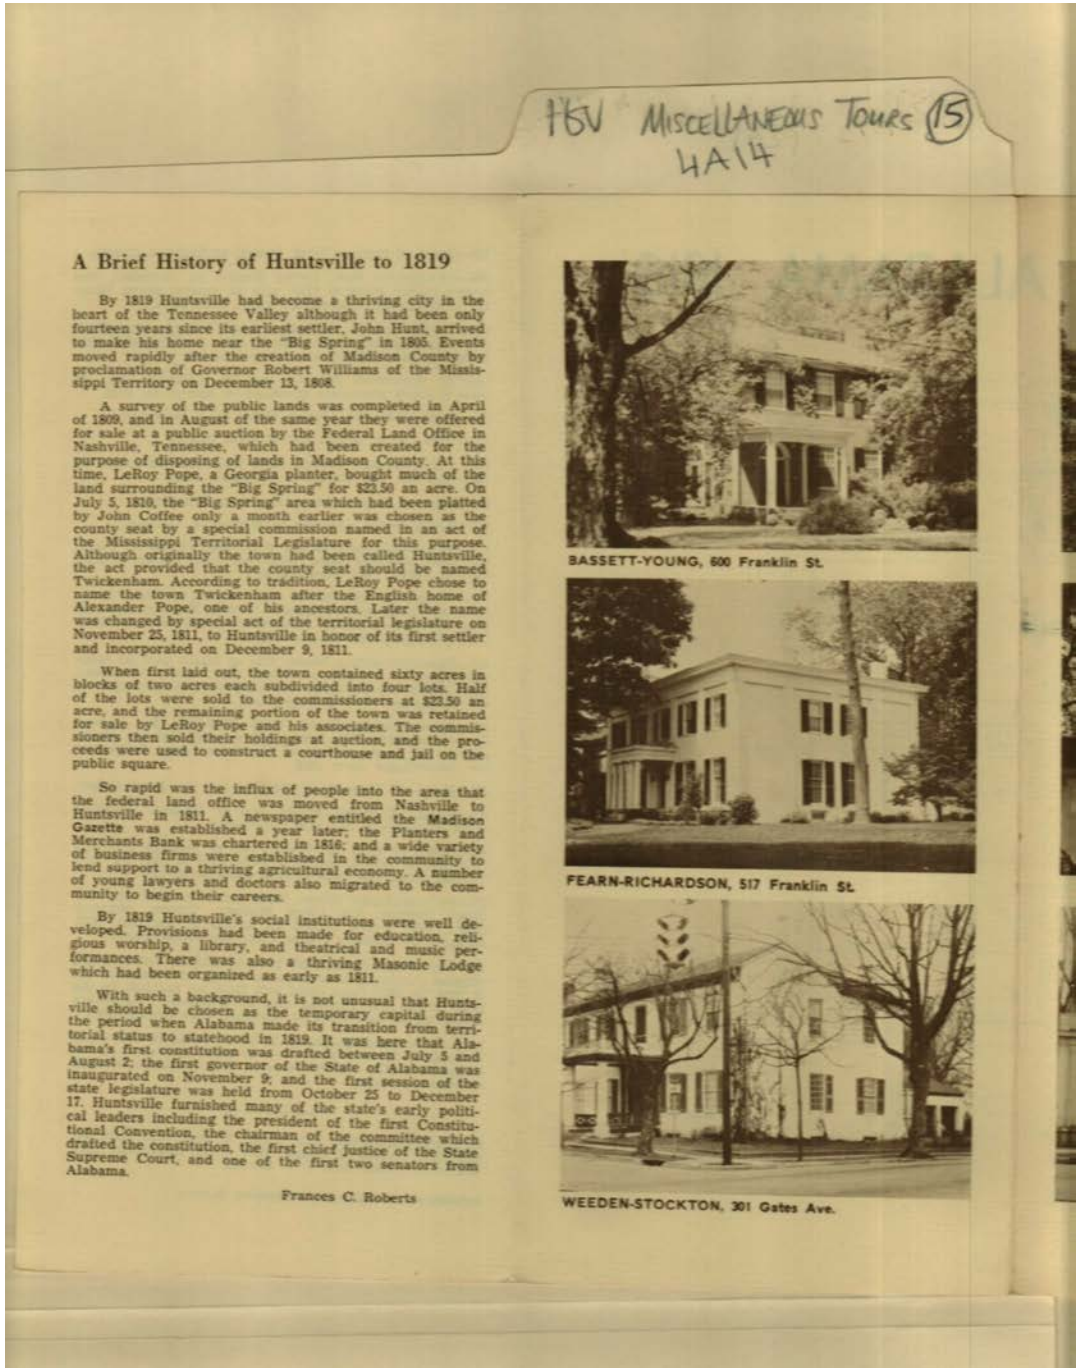 HSV MISCELLANEOUS TOURS 15
4A14
A Brief History of Huntsville to 1819
By 1819 Huntsville had become a thriving city in the
heart of the Tennessee Valley although it had been only
fourteen years since its earliest settler, John Hunt, arrived
to make his home near the "Big Spring" in 1805. Events
moved rapidly after the creation of Madison County by
proclamation of Governor Robert Williams of the Missis-
sippi Territory on December 13, 1808.
A survey of the public lands was completed in April
of 1809, and in August of the same year they were offered
for sale at a public auction by the Federal Land Office in
Nashville, Tennessee, which had been created for the
purpose of disposing of lands in Madison County. At this
time, LeRoy Pope, a Georgia planter, bought much of the
land surrounding the "Big Spring" for $23.50 an acre. On
July 5, 1810, the "Big Spring" area which had been platted
by John Coffee only a month earlier was chosen as the
county seat by a special commission named in an act of
the Mississippi Territorial Legislature for this purpose.
Although originally the town had been called Huntsville,
the act provided that the county seat should be named
Twickenham. According to tradition, LeRoy Pope chose to
name the town Twickenham after the English home of
Alexander Pope, one of his ancestors. Later the name
was changed by special act of the territorial legislature on
November 25, 1811, to Huntsville in honor of its first settler
and incorporated on December 9, 1811.
When first laid out, the town contained sixty acres in
blocks of two acres each subdivided into four lots. Half
of the lots were sold to the commissioners at $23.50 an
acre, and the remaining portion of the town was retained
for sale by LeRoy Pope and his associates. The commis-
sioners then sold their holdings at auction, and the pro-
ceeds were used to construct a courthouse and jail on the
public square.
So rapid was the influx of people into the area that
the federal land office was moved from Nashville to
Huntsville in 1811. A newspaper entitled the Madison
Gazette was established a year later; the Planters and
Merchants Bank was chartered in 1816; and a wide variety
of business firms were established in the community to
lend support to a thriving agricultural economy. A number
of young lawyers and doctors also migrated to the com-
munity to begin their careers.
By 1819 Huntsville's social institutions were well de-
veloped. Provisions had been made for education, reli-
gious worship, a library, and theatrical and music per-
formances. There was also a thriving Masonic Lodge
which had been organized as early as 1811.
With such a background, it is not unusual that Hunts-
ville should be chosen as the temporary capital during
the period when Alabama made its transition from terri-
torial status to statehood in 1819. It was here that Ala-
bama's first constitution was drafted between July 5 and
August 2; the first governor of the State of Alabama was
inaugurated on November 9; and the first session of the
state legislature was held from October 25 to December
17. Huntsville furnished many of the state's early politi-
cal leaders including the president of the first Constitu-
tional Convention, the chairman of the committee which
drafted the constitution, the first chief justice of the State
Supreme Court, and one of the first two senators from
Alabama.
Frances C. Roberts
BASSETT-YOUNG, 600 Franklin St.
FEARN-RICHARDSON, 517 Franklin St.
WEEDEN-STOCKTON, 301 Gates Ave.